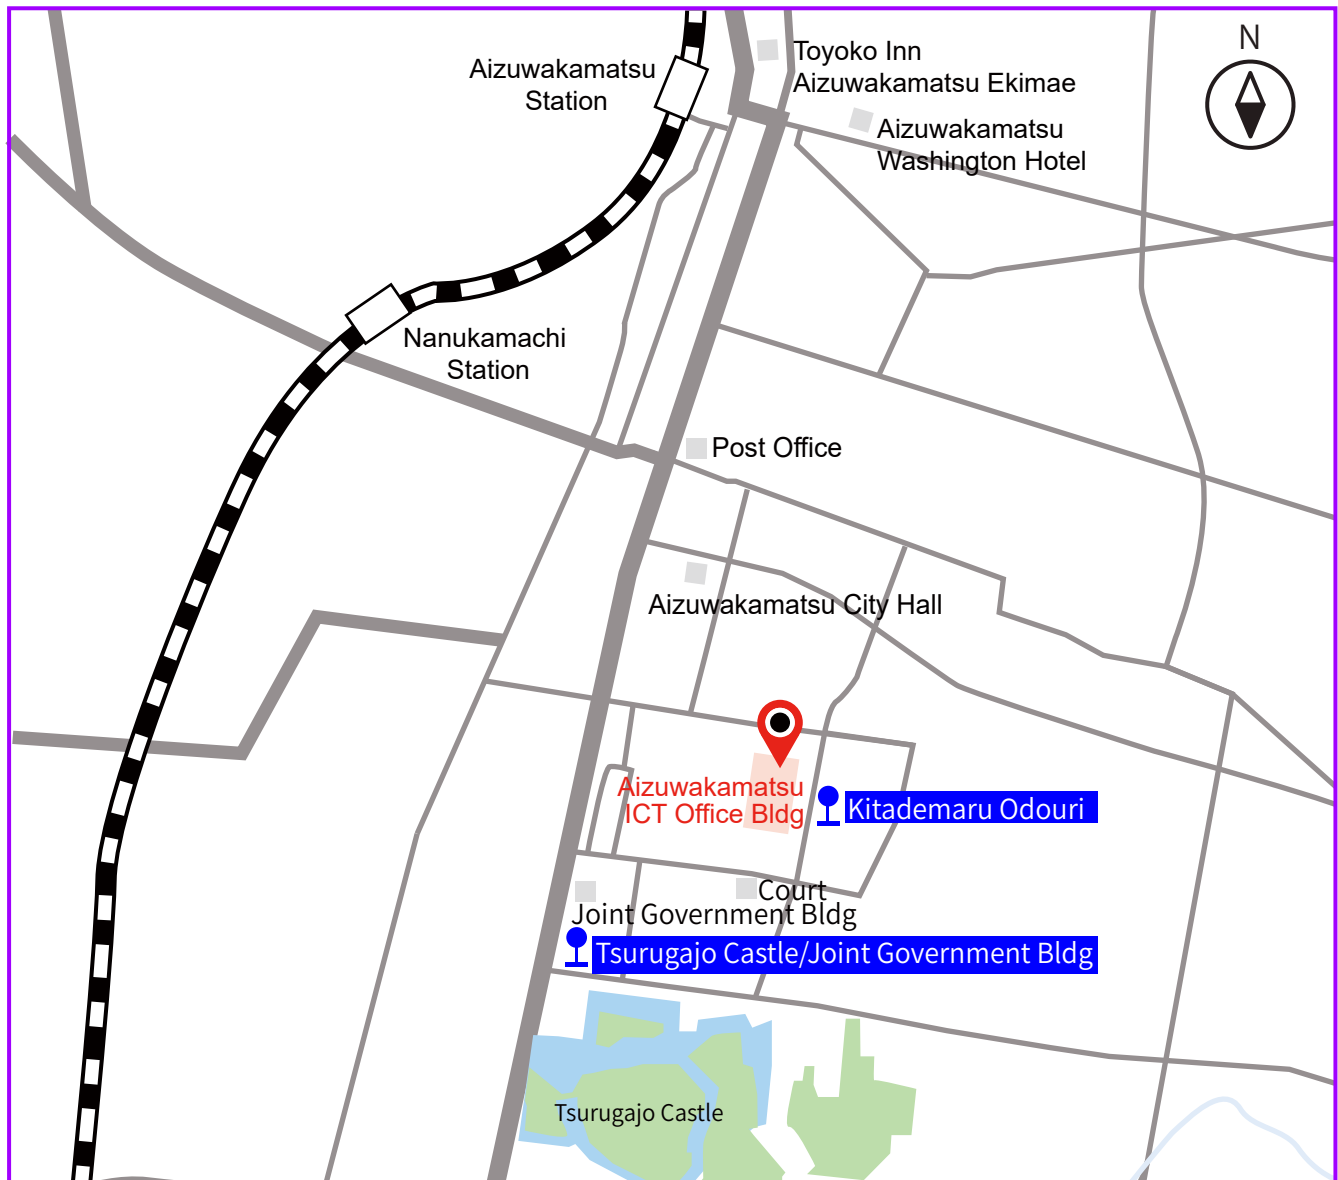 N
Toyoko Inn
Aizuwakamatsu Ekimae
Aizuwakamatsu
Station
Aizuwakamatsu
Washington Hotel
Nanukamachi
Station
Post Office
Aizuwakamatsu City Hall
Aizuwakamatsu
ICT Office Bldg
Kitademaru Odouri
Court
Joint Government Bldg
Tsurugajo Castle/Joint Government Bldg
Tsurugajo Castle